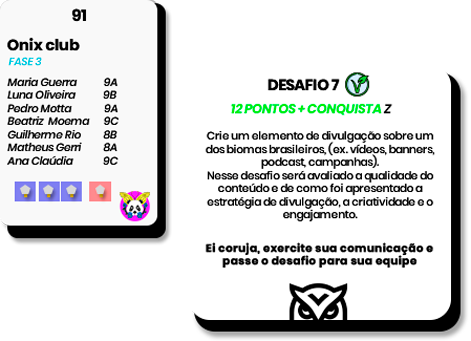 91
Onix club
FASE 3
Maria Guerra 9A
Luna Oliveira 9B
Pedro Motta 9A
Beatriz Moema 9C
Guilherme Rio 8B
Matheus Gerri 8A
Ana Claúdia 9C
DESAFIO 7
12 PONTOS + CONQUISTA Z
Crie um elemento de divulgação sobre um
dos biomas brasileiros, (ex. vídeos, banners,
podcast, campanhas).
Nesse desafio será avaliado a qualidade do
conteúdo e de como foi apresentado a
estratégia de divulgação, a criatividade e o
engajamento.
Ei coruja, exercite sua comunicação e
passe o desafio para sua equipe